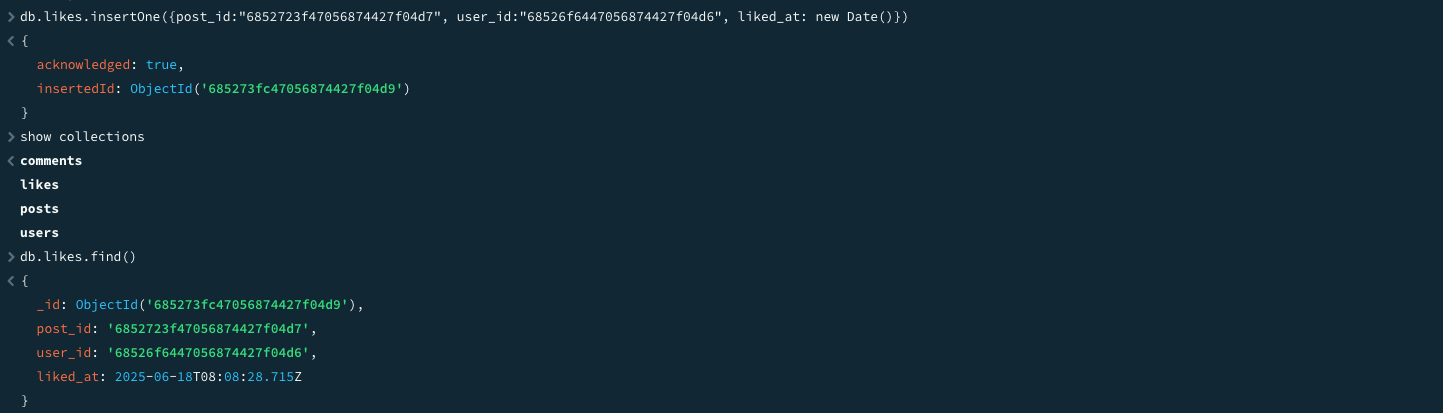 db.likes.insertOne({post_id:"6852723f47056874427f04d7", user_id:"68526f6447056874427f04d6", liked_at: new Date()})
{
acknowledged: true,
insertedId: ObjectId('685273fc47056874427f04d9')
}
show collections
comments
likes
posts
users
db.likes.find()
{
_id: ObjectId('685273fc47056874427f04d9'),
post_id: '6852723f47056874427f04d7',
user_id: '68526f6447056874427f04d6',
liked_at: 2025-06-18T08:08:28.715Z
}